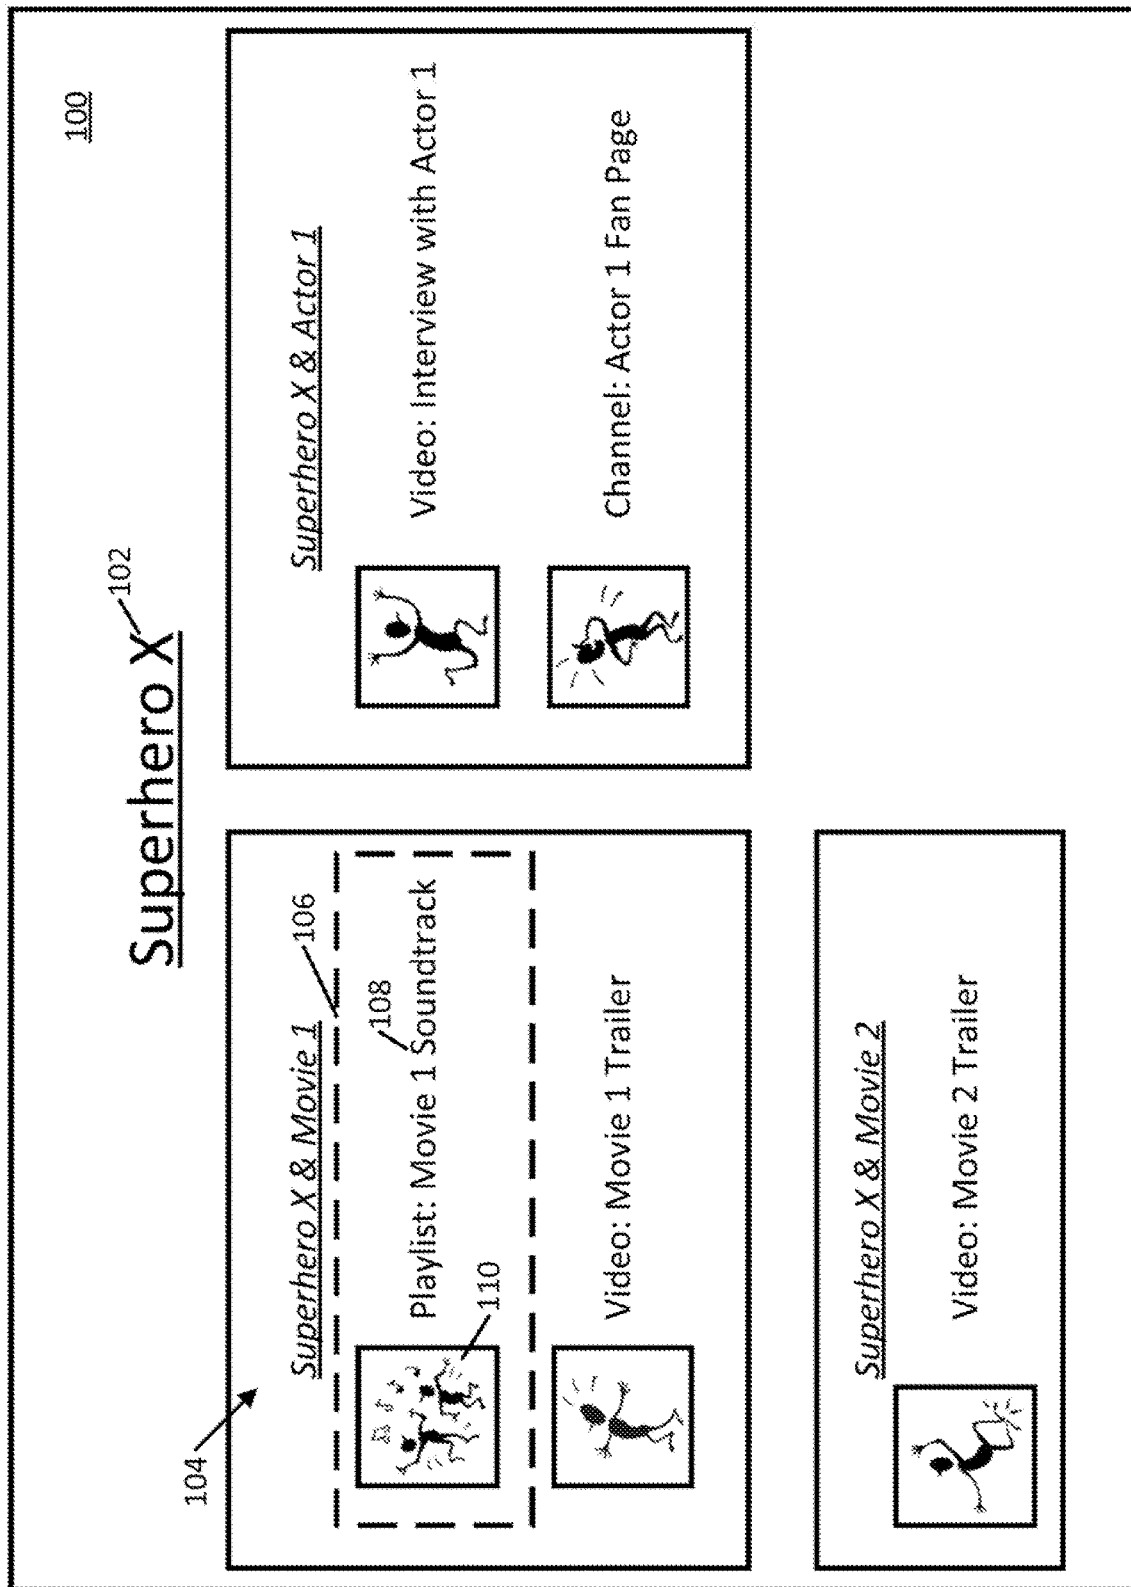 100
Superhero X
102
104
Superhero X & Movie 1
106
108
Playlist: Movie 1 Soundtrack
110
Video: Movie 1 Trailer
Superhero X & Actor 1
Video: Interview with Actor 1
Channel: Actor 1 Fan Page
Superhero X & Movie 2
Video: Movie 2 Trailer